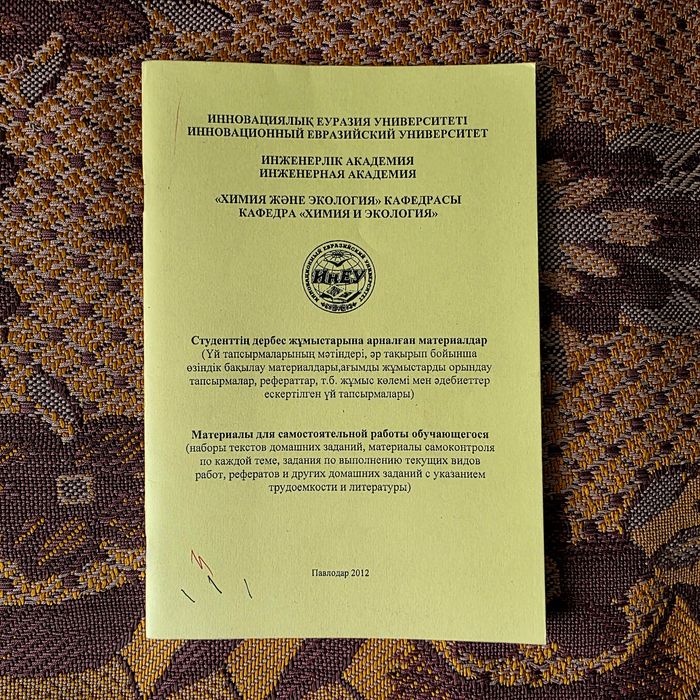 ИННОВАЦИЯЛЫҚ ЕУРАЗИЯ УНИВЕРСИТЕТІ
ИННОВАЦИОННЫЙ ЕВРАЗИЙСКИЙ УНИВЕРСИТЕТ
ИНЖЕНЕРЛІК АКАДЕМИЯ
ИНЖЕНЕРНАЯ АКАДЕМИЯ
«ХИМИЯ ЖӘНЕ ЭКОЛОГИЯ» КАФЕДРАСЫ
КАФЕДРА «ХИМИЯ И ЭКОЛОГИЯ»
ИННОВАЦИОННЫЙ ЕВРАЗИЙСКИЙ УНИВЕРСИТЕТ
ИнЕУ
Студенттің дербес жұмыстарына арналған материалдар
(Үй тапсырмаларының мәтіндері, әр тақырып бойынша
өзіндік бақылау материалдары,ағымды жұмыстарды орындау
тапсырмалар, рефераттар, т.б. жұмыс көлемі мен әдебиеттер
ескертілген үй тапсырмалары)
Материалы для самостоятельной работы обучающегося
(наборы текстов домашних заданий, материалы самоконтроля
по каждой теме, задания по выполнению текущих видов
работ, рефератов и других домашних заданий с указанием
трудоемкости и литературы)
Павлодар 2012